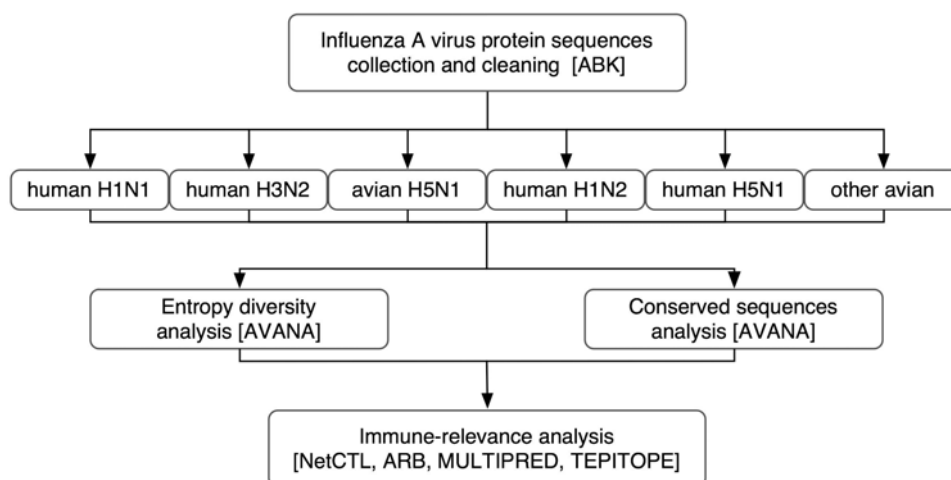 Influenza A virus protein sequences
collection and cleaning [ABK]
human H1N1
human H3N2
avian H5N1
human H1N2
human H5N1
other avian
Entropy diversity
analysis [AVANA]
Conserved sequences
analysis [AVANA]
Immune-relevance analysis
[NetCTL, ARB, MULTIPRED, TEPITOPE]